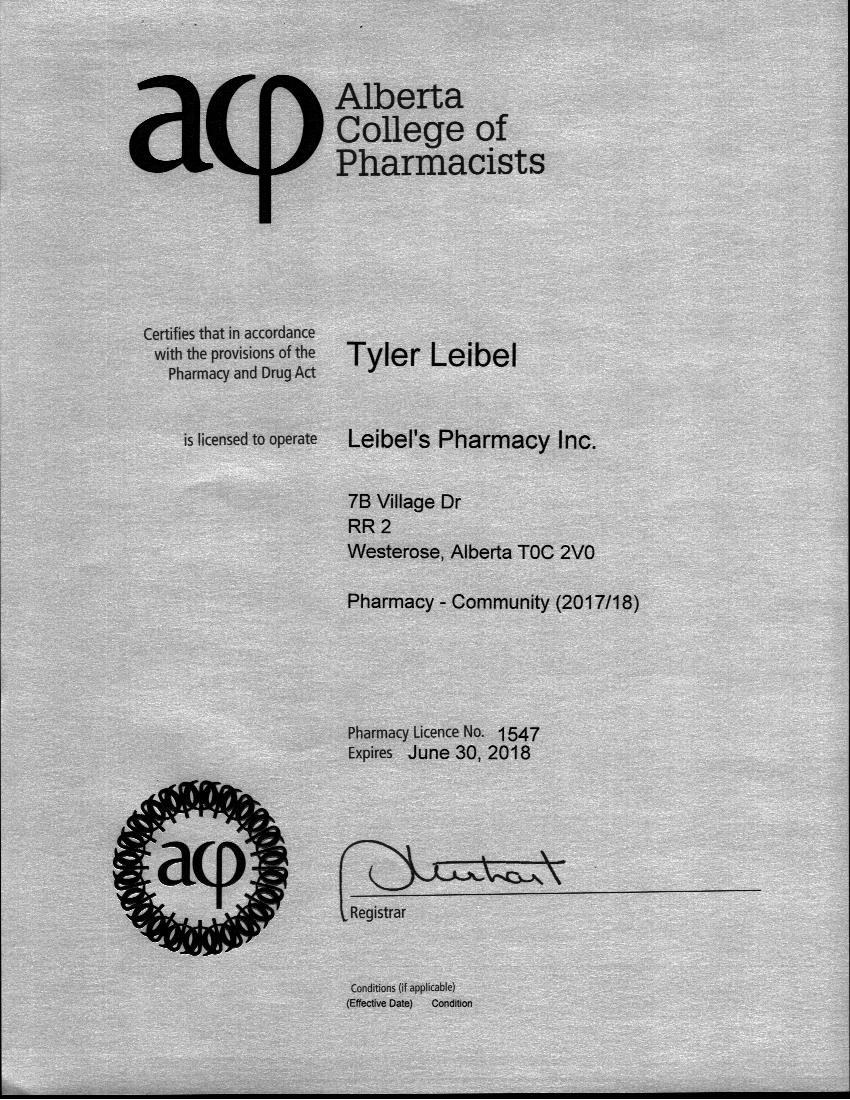 acp Alberta
College of
Pharmacists
Certifies that in accordance
with the provisions of the
Pharmacy and Drug Act
Tyler Leibel
is licensed to operate
Leibel's Pharmacy Inc.
7B Village Dr
RR 2
Westerose, Alberta T0C 2V0
Pharmacy - Community (2017/18)
Pharmacy Licence No. 1547
Expires June 30, 2018
acp
Registrar
Conditions (if applicable)
(Effective Date) Condition